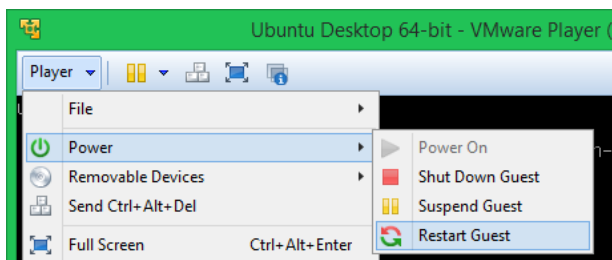 Ubuntu Desktop 64-bit - VMware Player (
Player
File
Power
Removable Devices
Send Ctrl+Alt+Del
Full Screen Ctrl+Alt+Enter
Power On
Shut Down Guest
Suspend Guest
Restart Guest